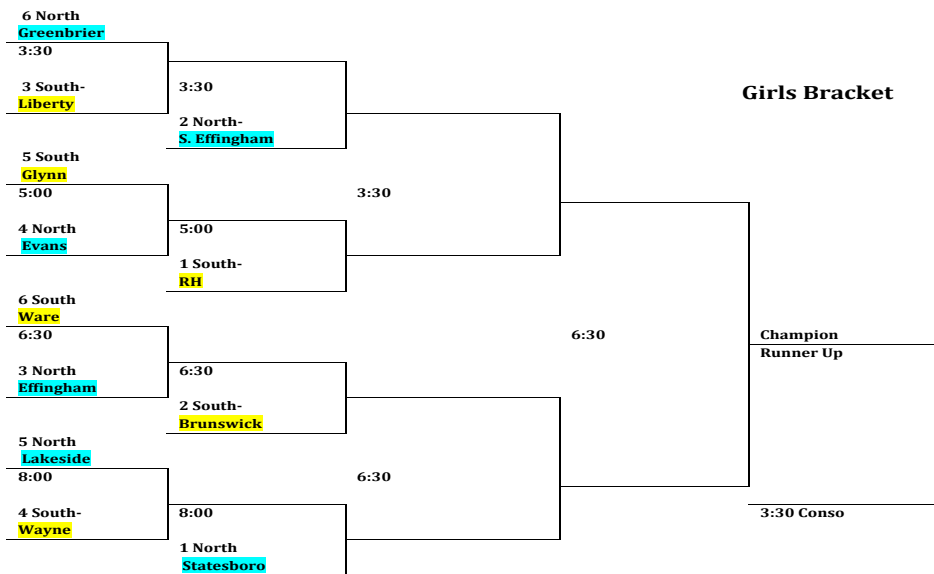 6 North
Greenbrier
3:30
3 South-
Liberty
5 South
Glynn
5:00
4 North
Evans
6 South
Ware
6:30
3 North
Effingham
5 North
Lakeside
8:00
4 South-
Wayne
3:30
2 North-
S. Effingham
5:00
1 South-
RH
6:30
2 South-
Brunswick
8:00
1 North
Statesboro
3:30
6:30
6:30
Girls Bracket
Champion
Runner Up
3:30 Conso